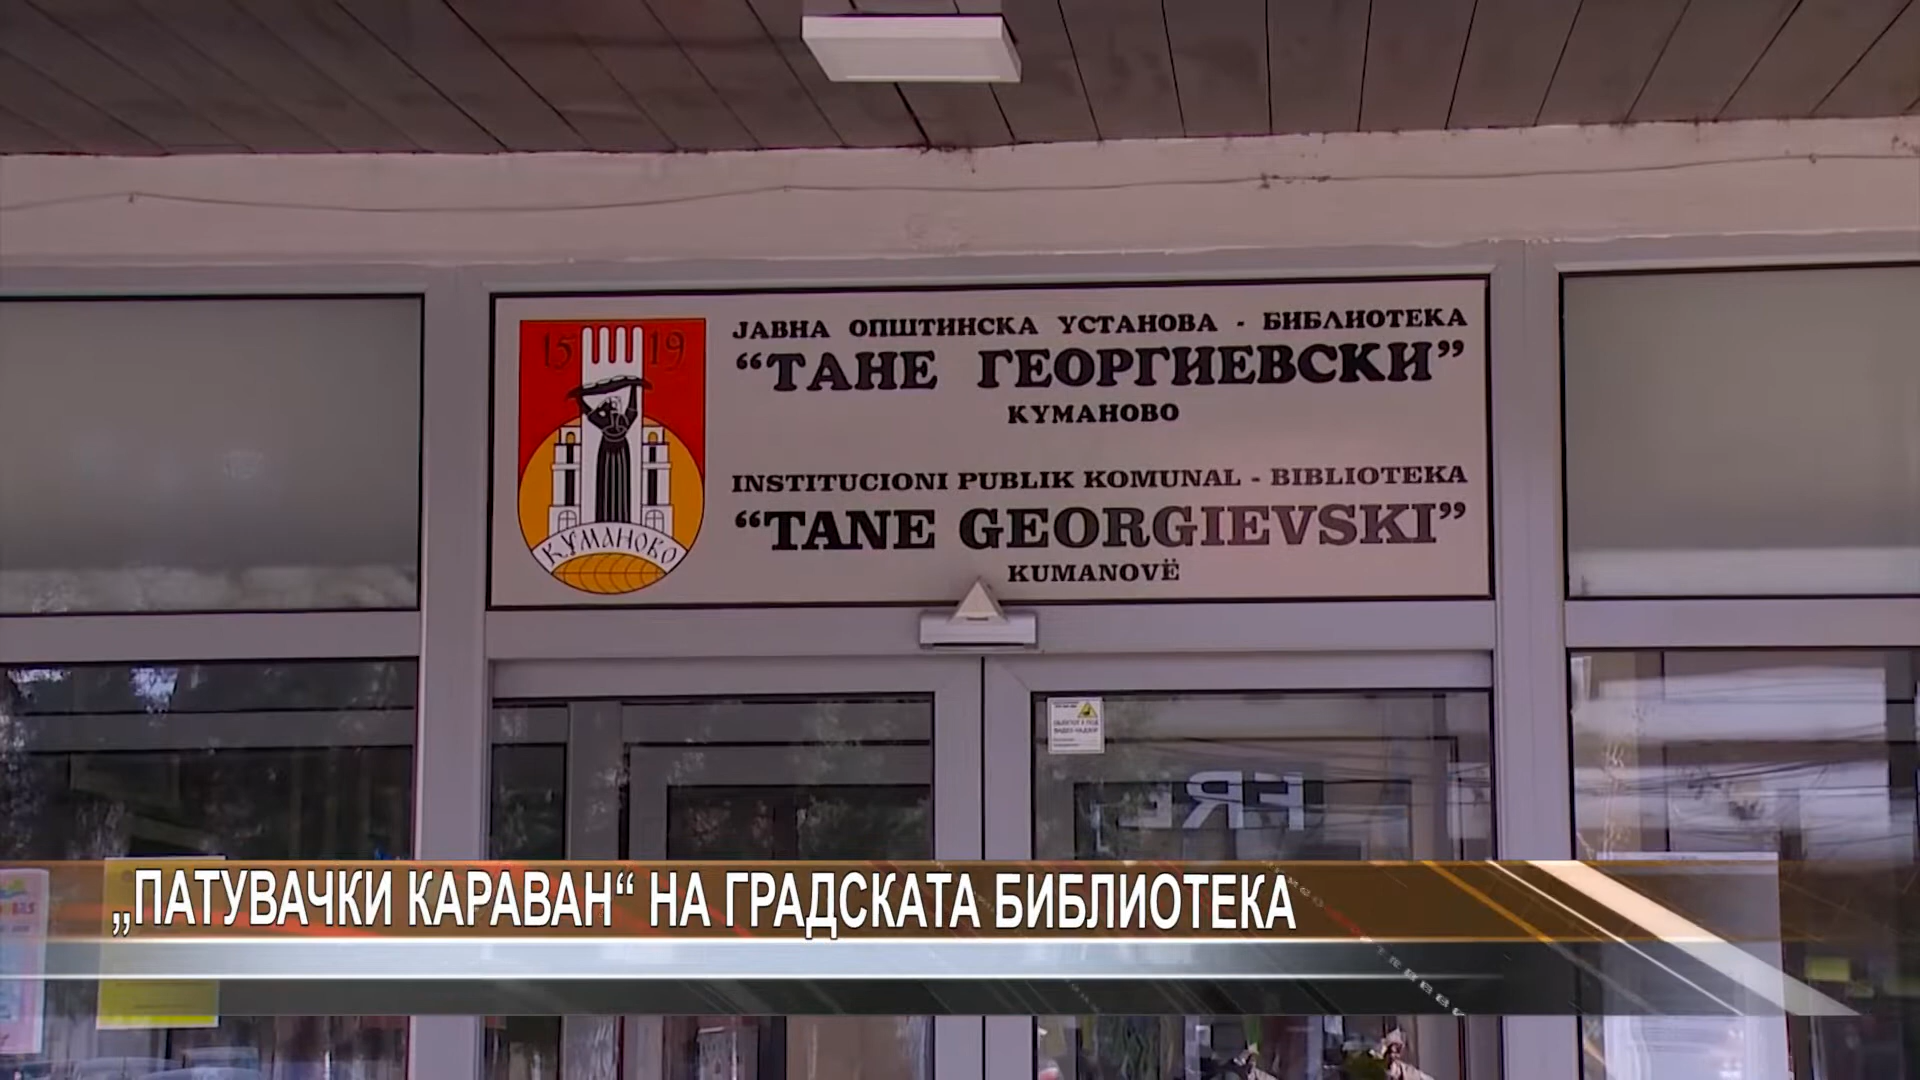 1519
ЈАВНА ОПШТИНСКА УСТАНОВА - БИБЛИОТЕКА
“ТАНЕ ГЕОРГИЕВСКИ”
КУМАНОВО
INSTITUCIONI PUBLIK KOMUNAL - BIBLIOTEKA
“TANE GEORGIEVSKI”
KUMANOVË
КУМАНОВО
FRE
„ПАТУВАЧКИ КАРАВАН“ НА ГРАДСКАТА БИБЛИОТЕКА